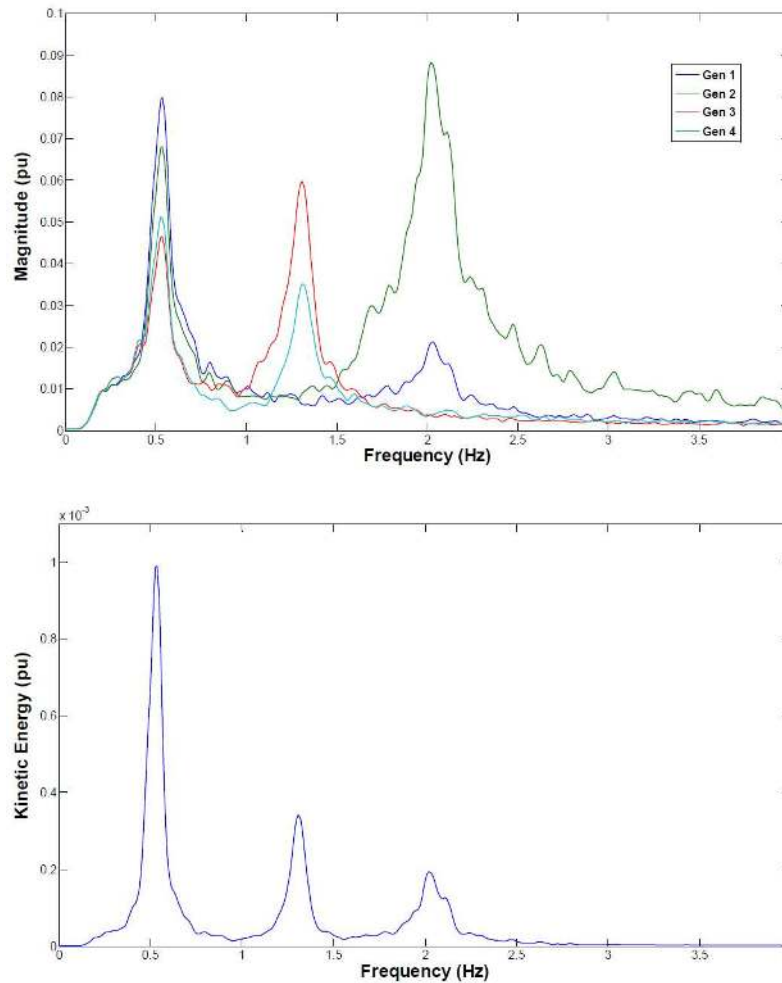 0.1
0.09
0.08
0.07
0.06
0.05
0.04
0.03
0.02
0.01
0
Magnitude (pu)
Gen 1
Gen 2
Gen 3
Gen 4
0 0.5 1 1.5 2 2.5 3 3.5
Frequency (Hz)
x 10⁻³
1
0.8
0.6
0.4
0.2
0
Kinetic Energy (pu)
0 0.5 1 1.5 2 2.5 3 3.5
Frequency (Hz)